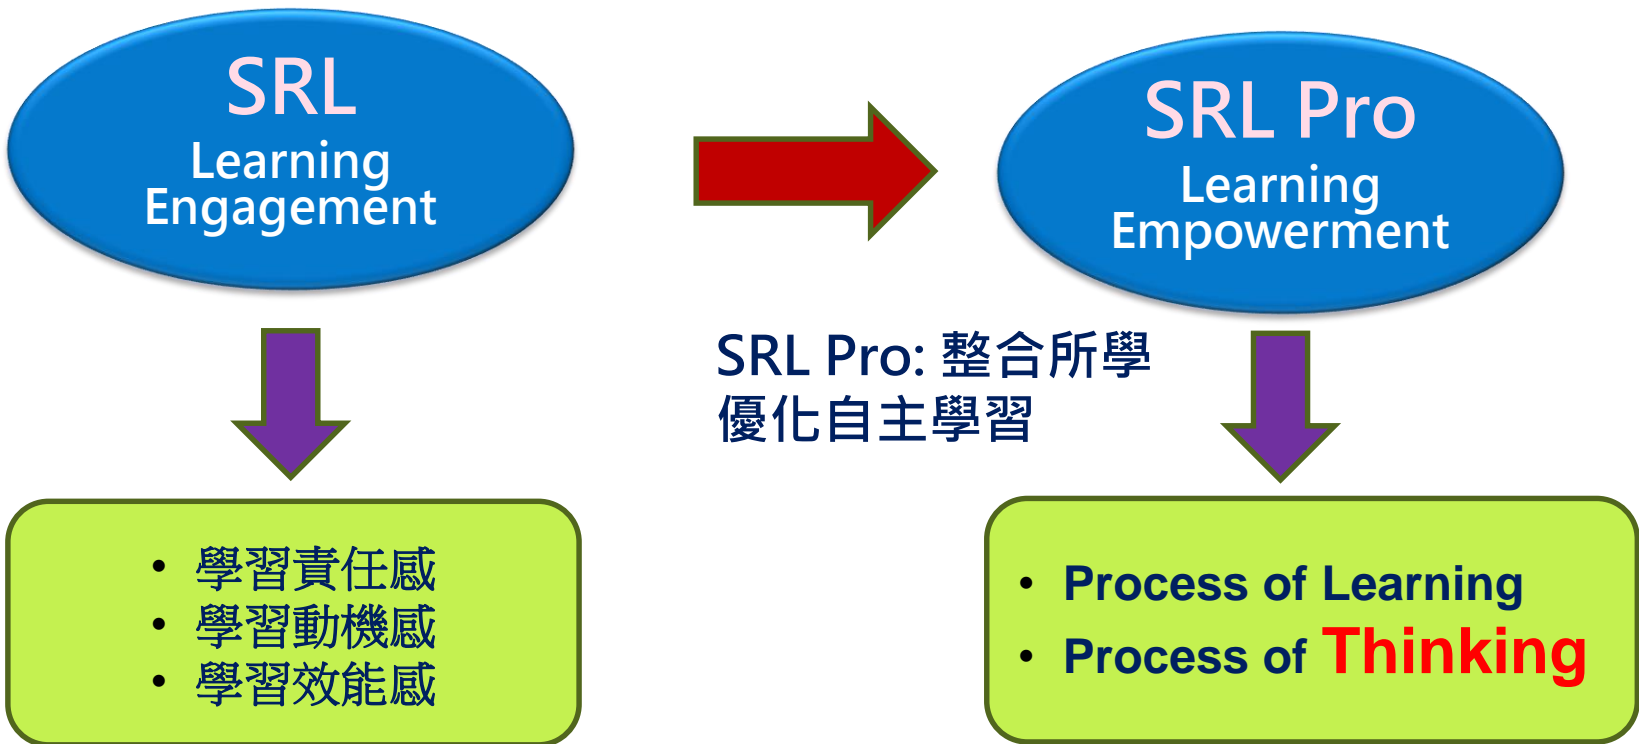 SRL
Learning
Engagement
SRL Pro
Learning
Empowerment
SRL Pro: 整合所學
優化自主學習
• 學習責任感
• 學習動機感
• 學習效能感
• Process of Learning
• Process of Thinking